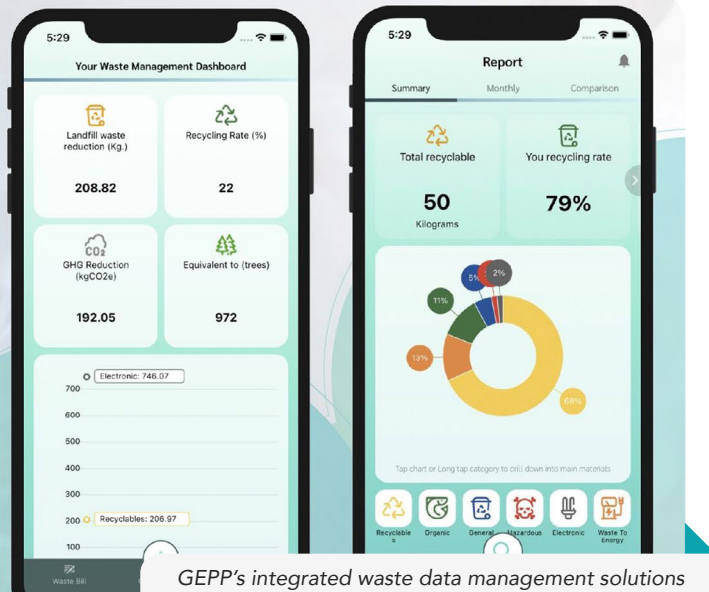 5:29
Your Waste Management Dashboard
Landfill waste
reduction (Kg.)
208.82
Recycling Rate (%)
22
CO₂
GHG Reduction
(kgCO2e)
192.05
Equivalent to (trees)
972
Electronic: 746.07
700
600
500
400
300
200
Recyclables: 206.97
100
Waste Bill
5:29
Report
Summary
Monthly
Comparison
Total recyclable
50
Kilograms
You recycling rate
79%
5%
2%
11%
13%
68%
Tap chart or Long tap category to drill down into main materials
Recyclable
s
Organic
General
Hazardous
Electronic
Waste To
Energy
GEPP's integrated waste data management solutions